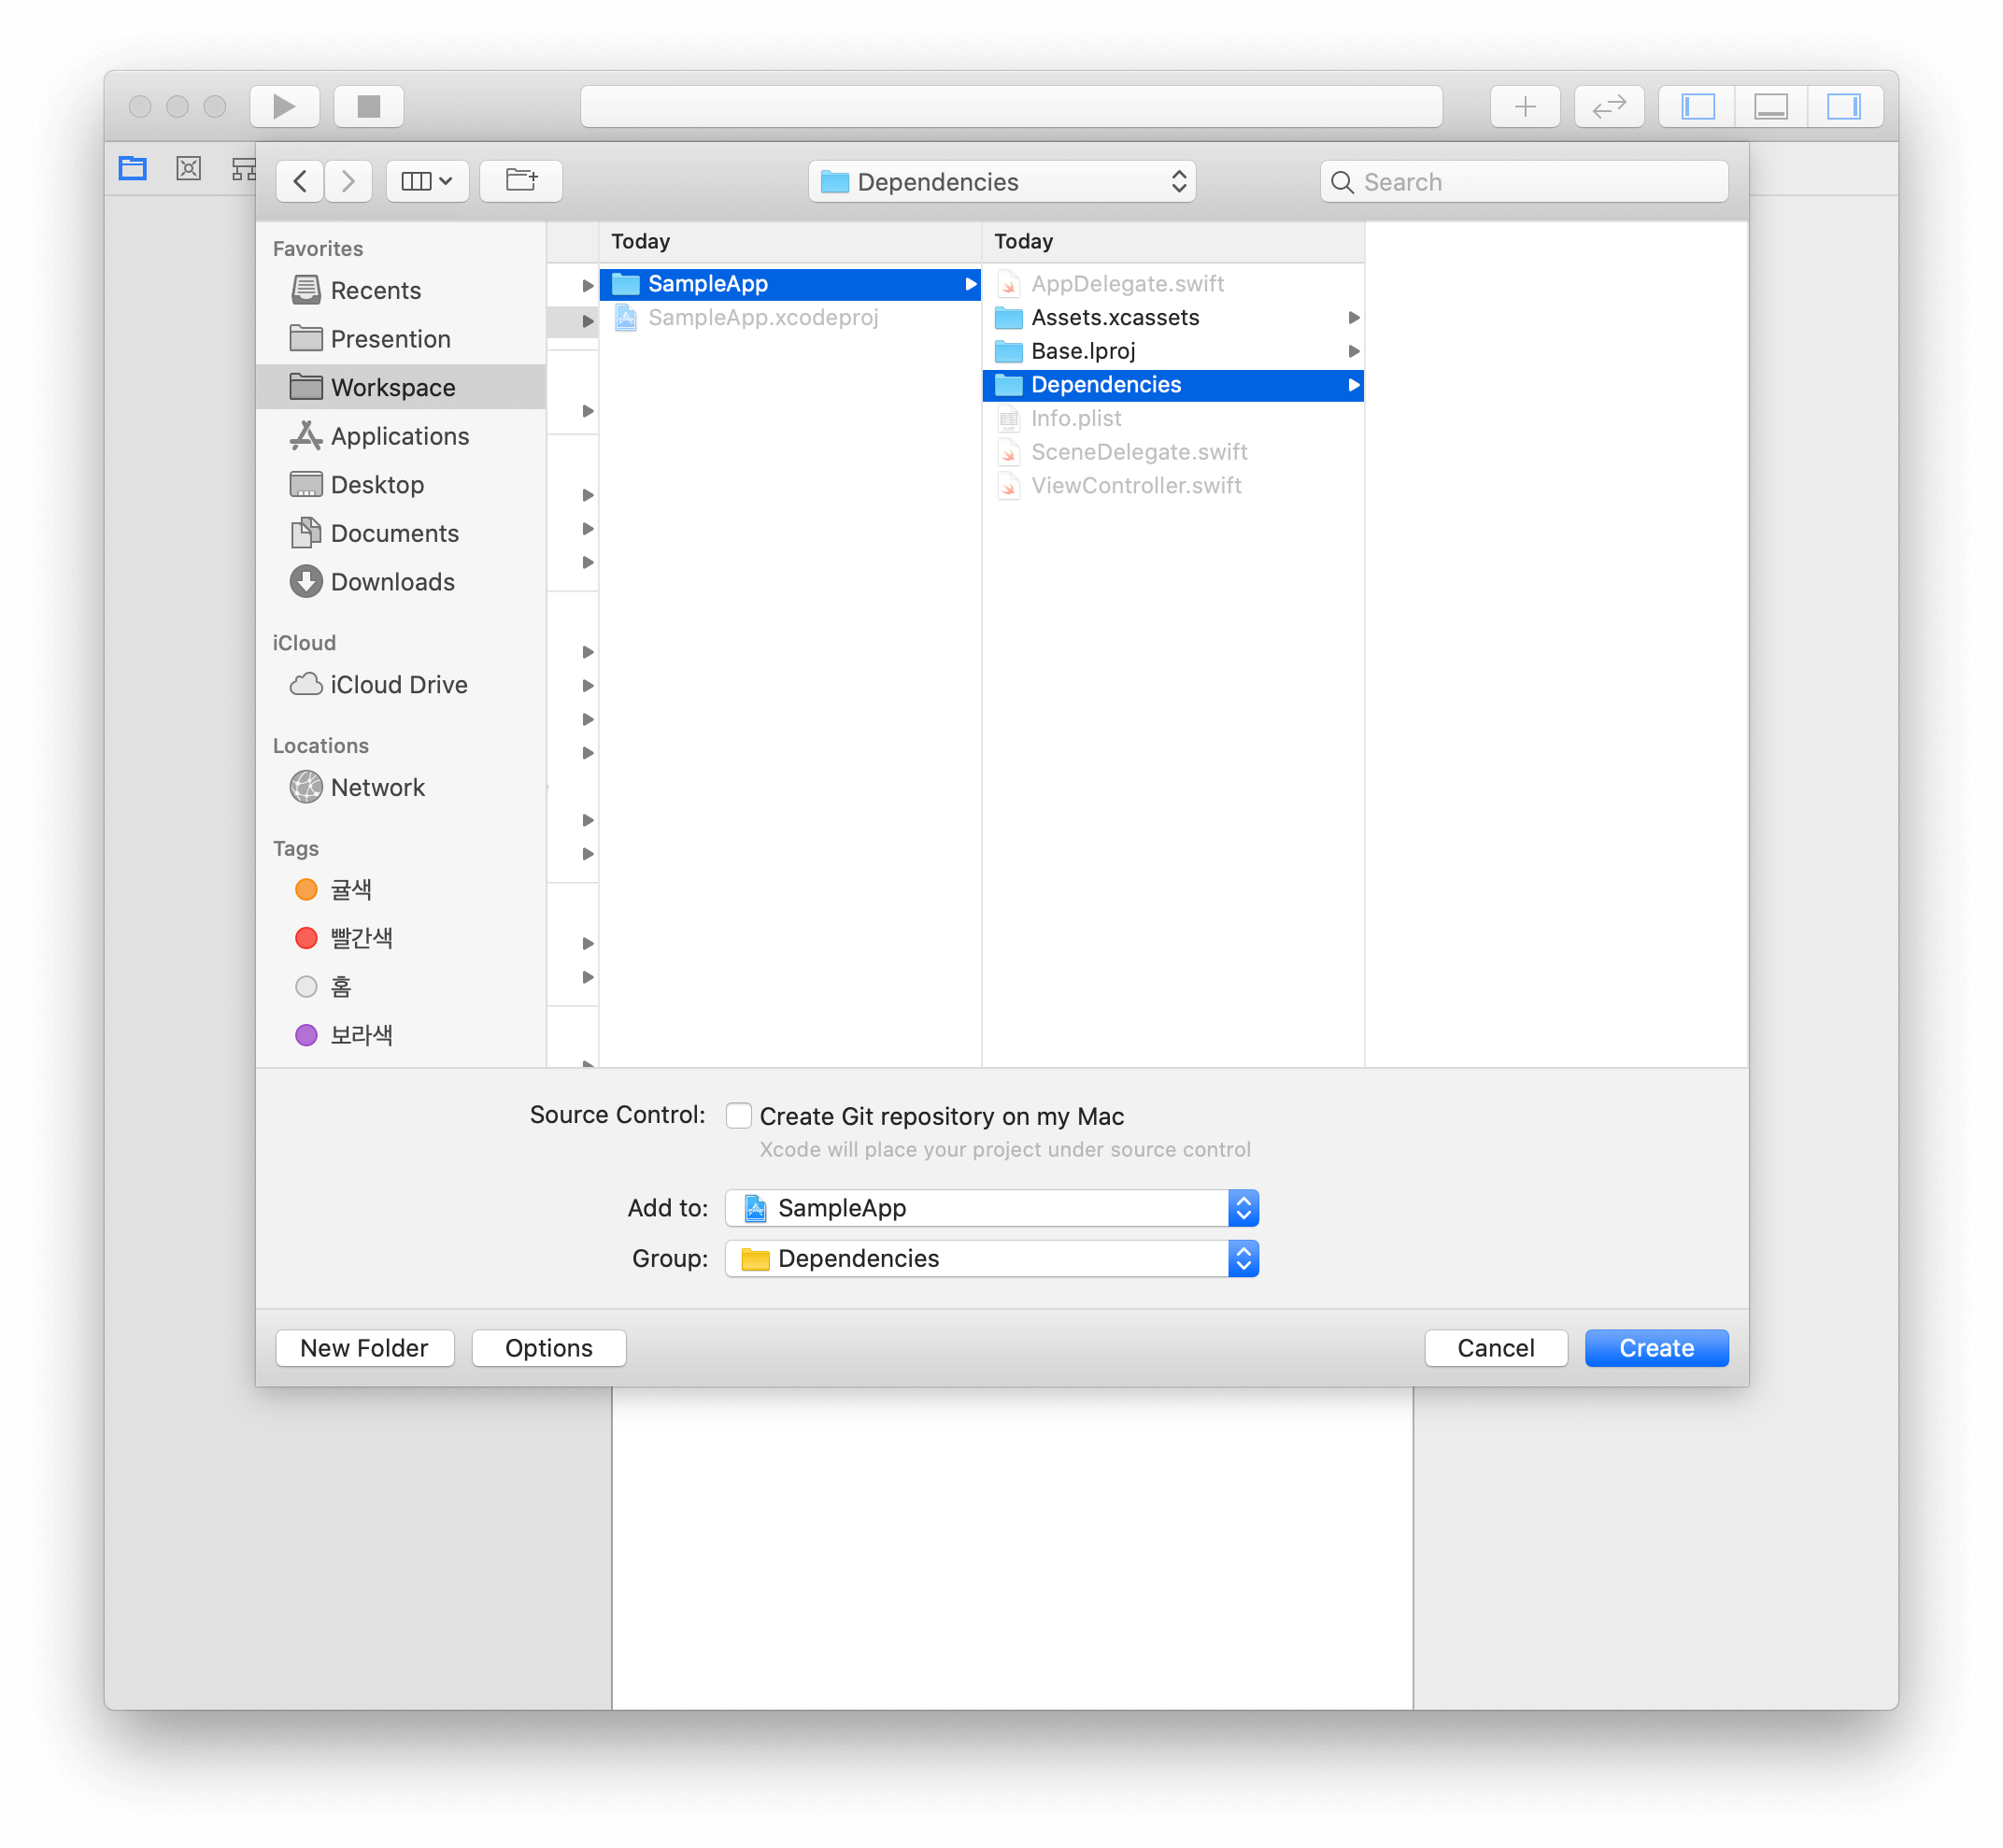 Dependencies
Search
Favorites
Recents
Presention
Workspace
Applications
Desktop
Documents
Downloads
iCloud
iCloud Drive
Locations
Network
Tags
귤색
빨간색
홈
보라색
Today
SampleApp
SampleApp.xcodeproj
Today
AppDelegate.swift
Assets.xcassets
Base.lproj
Dependencies
Info.plist
SceneDelegate.swift
ViewController.swift
Source Control: Create Git repository on my Mac
Xcode will place your project under source control
Add to: SampleApp
Group: Dependencies
New Folder
Options
Cancel
Create